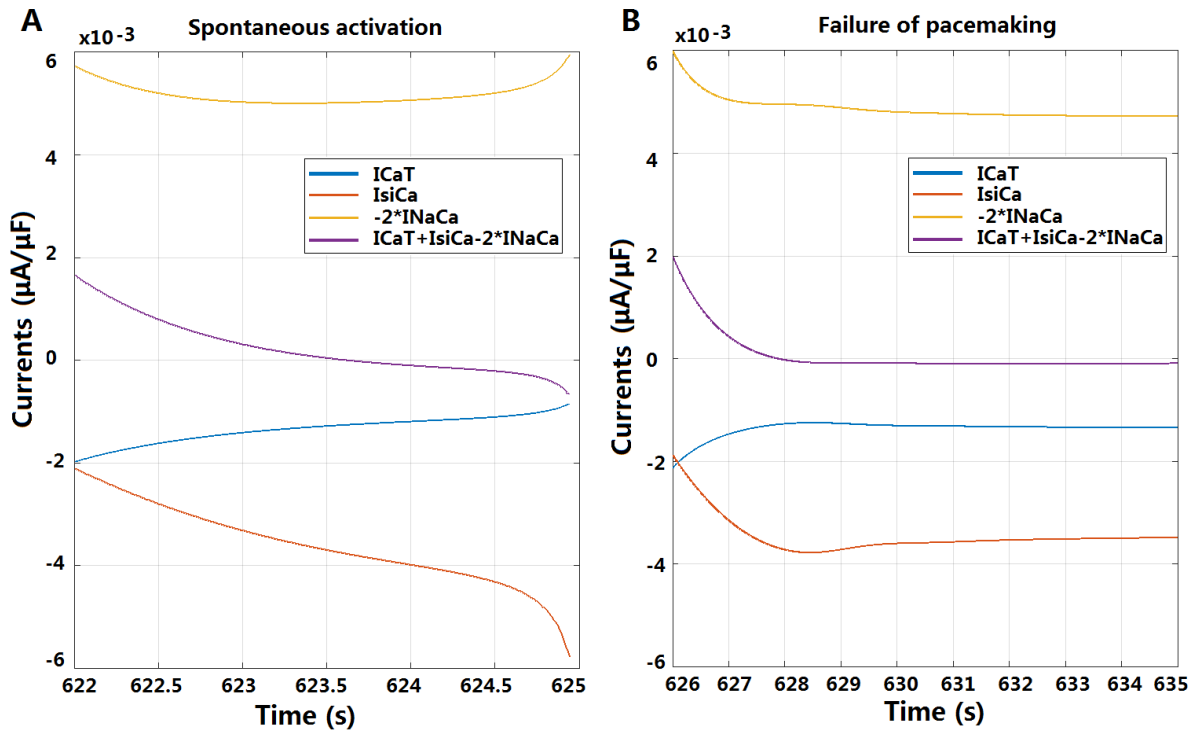 A
Spontaneous activation
x10 -3
6
4
2
0
-2
-4
-6
Currents (μA/μF)
ICaT
IsiCa
-2*INaCa
ICaT+IsiCa-2*INaCa
622 622.5 623 623.5 624 624.5 625
Time (s)
B
Failure of pacemaking
x10 -3
6
4
2
0
-2
-4
-6
Currents (μA/μF)
ICaT
IsiCa
-2*INaCa
ICaT+IsiCa-2*INaCa
626 627 628 629 630 631 632 633 634 635
Time (s)